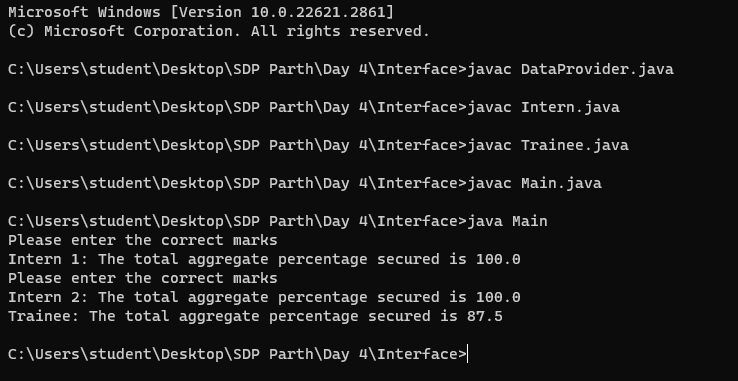 Microsoft Windows [Version 10.0.22621.2861]
(c) Microsoft Corporation. All rights reserved.
C:\Users\student\Desktop\SDP Parth\Day 4\Interface>javac DataProvider.java
C:\Users\student\Desktop\SDP Parth\Day 4\Interface>javac Intern.java
C:\Users\student\Desktop\SDP Parth\Day 4\Interface>javac Trainee.java
C:\Users\student\Desktop\SDP Parth\Day 4\Interface>javac Main.java
C:\Users\student\Desktop\SDP Parth\Day 4\Interface>java Main
Please enter the correct marks
Intern 1: The total aggregate percentage secured is 100.0
Please enter the correct marks
Intern 2: The total aggregate percentage secured is 100.0
Trainee: The total aggregate percentage secured is 87.5
C:\Users\student\Desktop\SDP Parth\Day 4\Interface>